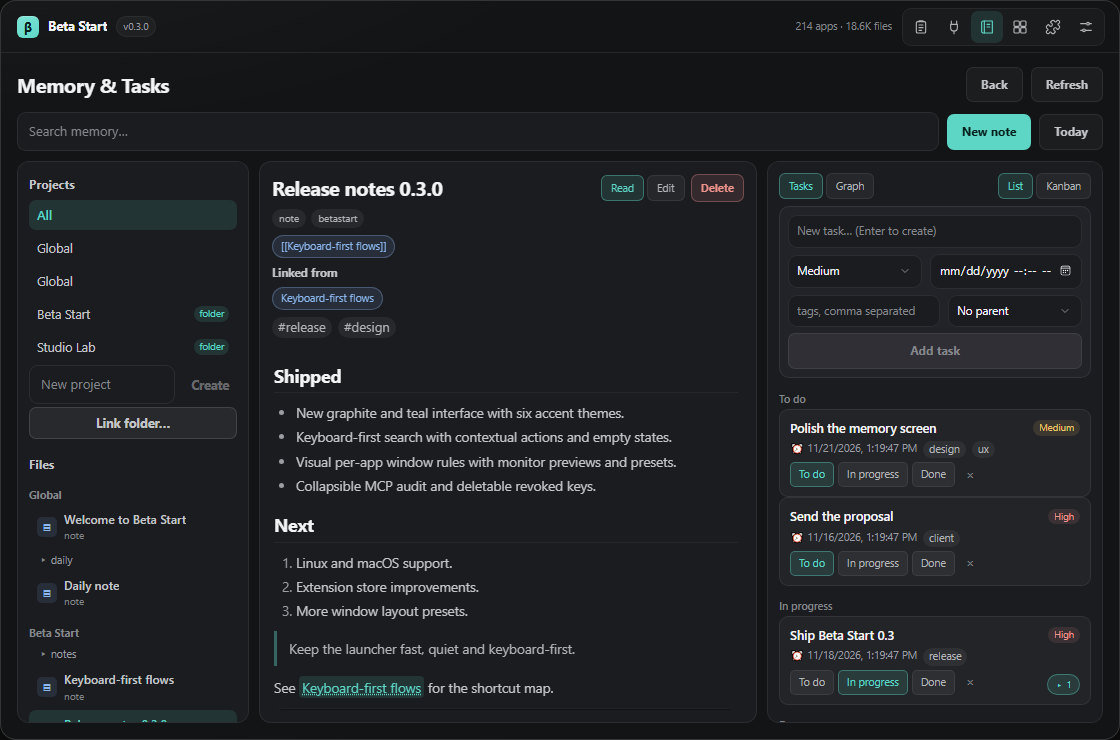 β Beta Start v0.3.0 214 apps · 18.6K files
Memory & Tasks Back Refresh
Search memory... New note Today
Projects
All
Global
Global
Beta Start folder
Studio Lab folder
New project Create
Link folder...
Files
Global
Welcome to Beta Start
note
daily
Daily note
note
Beta Start
notes
Keyboard-first flows
note
Release notes 0.3.0 Read Edit Delete
note betastart
[[Keyboard-first flows]]
Linked from
Keyboard-first flows
#release #design
Shipped
• New graphite and teal interface with six accent themes.
• Keyboard-first search with contextual actions and empty states.
• Visual per-app window rules with monitor previews and presets.
• Collapsible MCP audit and deletable revoked keys.
Next
1. Linux and macOS support.
2. Extension store improvements.
3. More window layout presets.
Keep the launcher fast, quiet and keyboard-first.
See Keyboard-first flows for the shortcut map.
Tasks Graph List Kanban
New task... (Enter to create)
Medium mm/dd/yyyy --:-- --
tags, comma separated No parent
Add task
To do
Polish the memory screen Medium
11/21/2026, 1:19:47 PM design ux
To do In progress Done ×
Send the proposal High
11/16/2026, 1:19:47 PM client
To do In progress Done ×
In progress
Ship Beta Start 0.3 High
11/18/2026, 1:19:47 PM release
To do In progress Done × 1